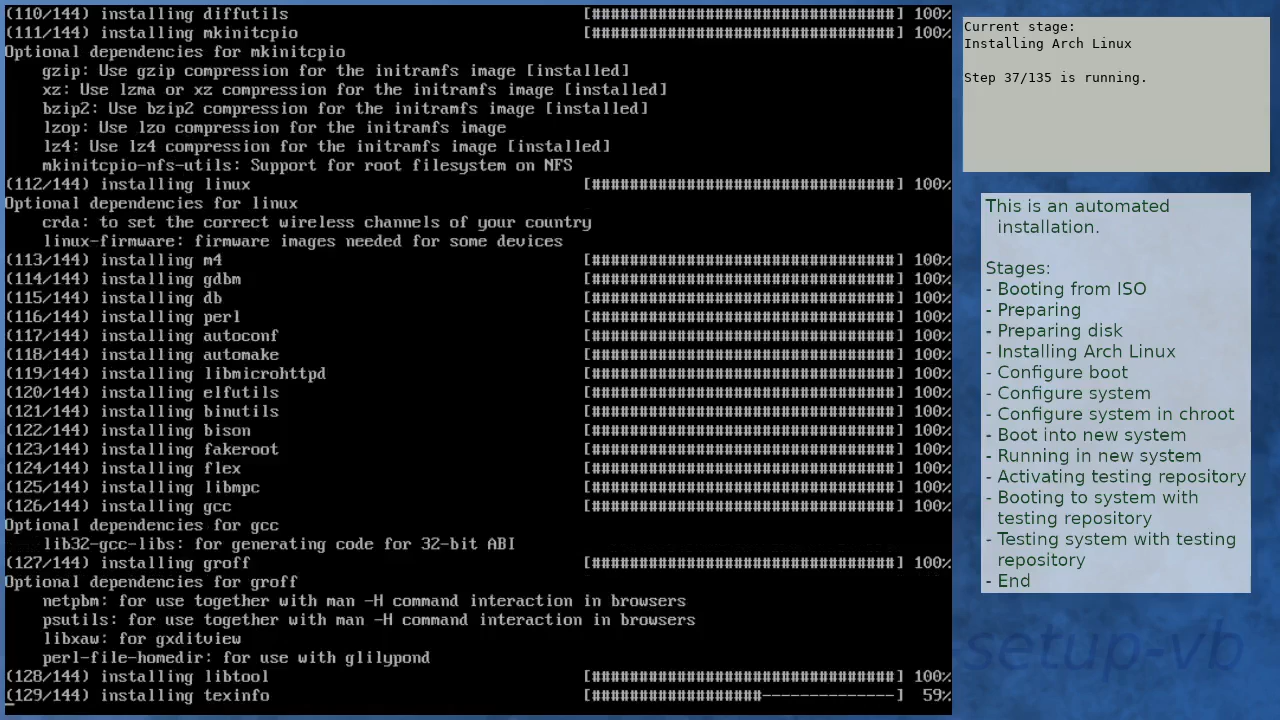 (110/144) installing diffutils [################################] 100%
(111/144) installing mkinitcpio [################################] 100%
Optional dependencies for mkinitcpio
gzip: Use gzip compression for the initramfs image [installed]
xz: Use lzma or xz compression for the initramfs image [installed]
bzip2: Use bzip2 compression for the initramfs image [installed]
lzop: Use lzo compression for the initramfs image
lz4: Use lz4 compression for the initramfs image [installed]
mkinitcpio-nfs-utils: Support for root filesystem on NFS
(112/144) installing linux [################################] 100%
Optional dependencies for linux
crda: to set the correct wireless channels of your country
linux-firmware: firmware images needed for some devices
(113/144) installing m4 [################################] 100%
(114/144) installing gdbm [################################] 100%
(115/144) installing db [################################] 100%
(116/144) installing perl [################################] 100%
(117/144) installing autoconf [################################] 100%
(118/144) installing automake [################################] 100%
(119/144) installing libmicrohttpd [################################] 100%
(120/144) installing elfutils [################################] 100%
(121/144) installing binutils [################################] 100%
(122/144) installing bison [################################] 100%
(123/144) installing fakeroot [################################] 100%
(124/144) installing flex [################################] 100%
(125/144) installing libmpc [################################] 100%
(126/144) installing gcc [################################] 100%
Optional dependencies for gcc
lib32-gcc-libs: for generating code for 32-bit ABI
(127/144) installing groff [################################] 100%
Optional dependencies for groff
netpbm: for use together with man -H command interaction in browsers
psutils: for use together with man -H command interaction in browsers
libxaw: for gxditview
perl-file-homedir: for use with glilypond
(128/144) installing libtool [################################] 100%
(129/144) installing texinfo [##################--------------] 59%
Current stage:
Installing Arch Linux
Step 37/135 is running.
This is an automated
installation.
Stages:
- Booting from ISO
- Preparing
- Preparing disk
- Installing Arch Linux
- Configure boot
- Configure system
- Configure system in chroot
- Boot into new system
- Running in new system
- Activating testing repository
- Booting to system with
testing repository
- Testing system with testing
repository
- End
setup-vb